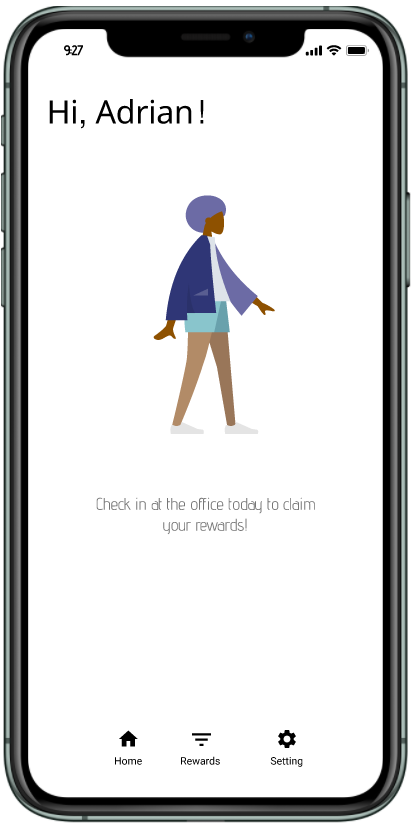 9:27
Hi, Adrian!
Check in at the office today to claim
your rewards!
Home Rewards Setting